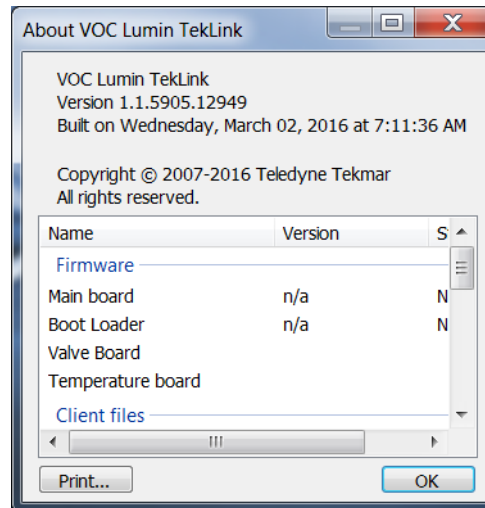 About VOC Lumin TekLink
VOC Lumin TekLink
Version 1.1.5905.12949
Built on Wednesday, March 02, 2016 at 7:11:36 AM
Copyright © 2007-2016 Teledyne Tekmar
All rights reserved.
Name Version S
Firmware
Main board n/a N
Boot Loader n/a N
Valve Board
Temperature board
Client files
Print... OK